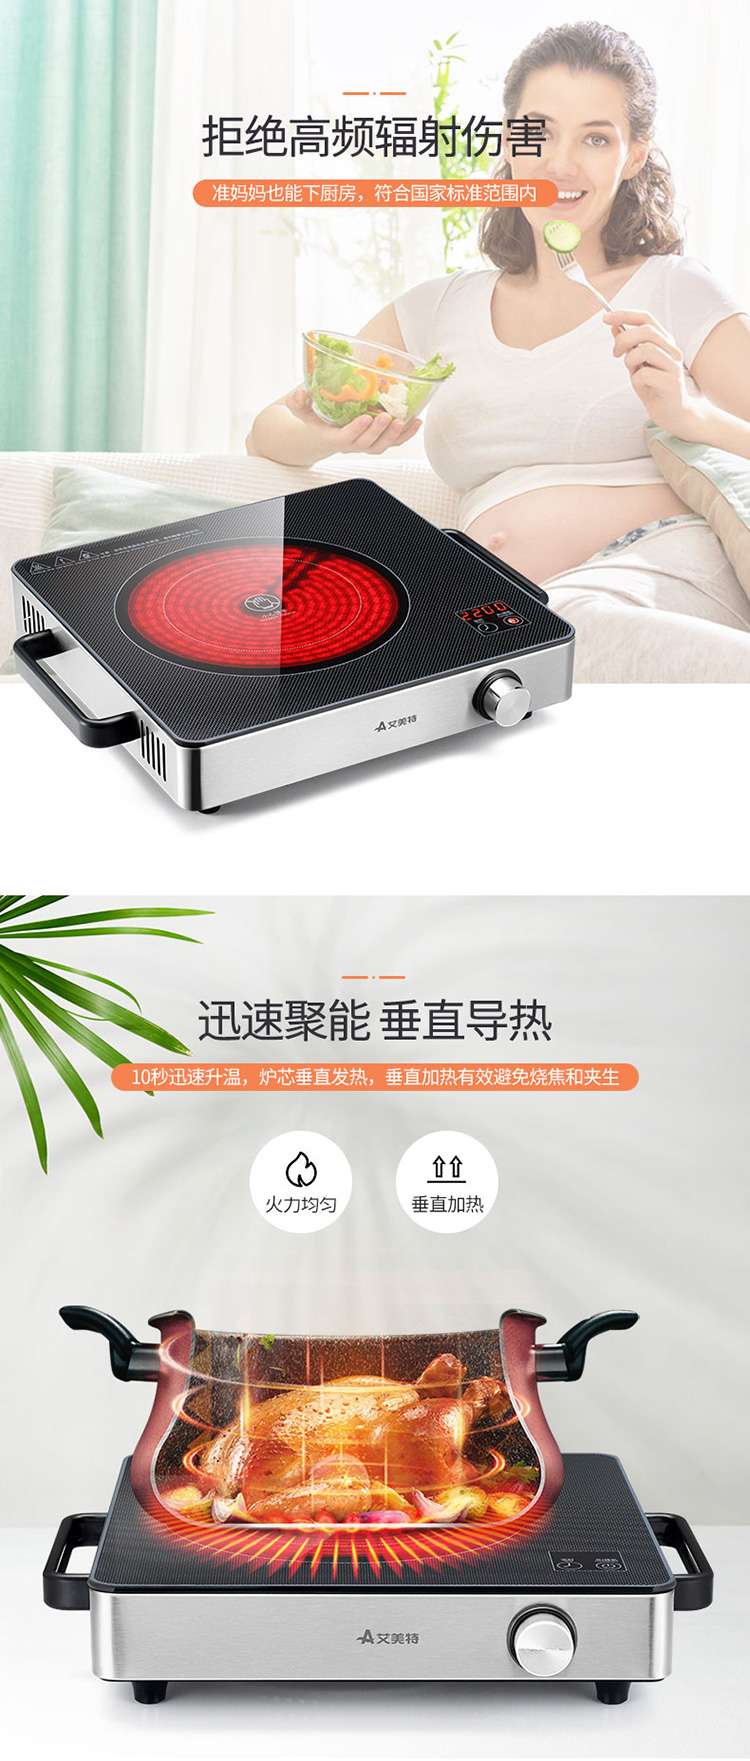 拒绝高频辐射伤害
准妈妈也能下厨房，符合国家标准范围内
2200
艾美特
迅速聚能 垂直导热
10秒迅速升温，炉芯垂直发热，垂直加热有效避免烧焦和夹生
火力均匀
垂直加热
艾美特